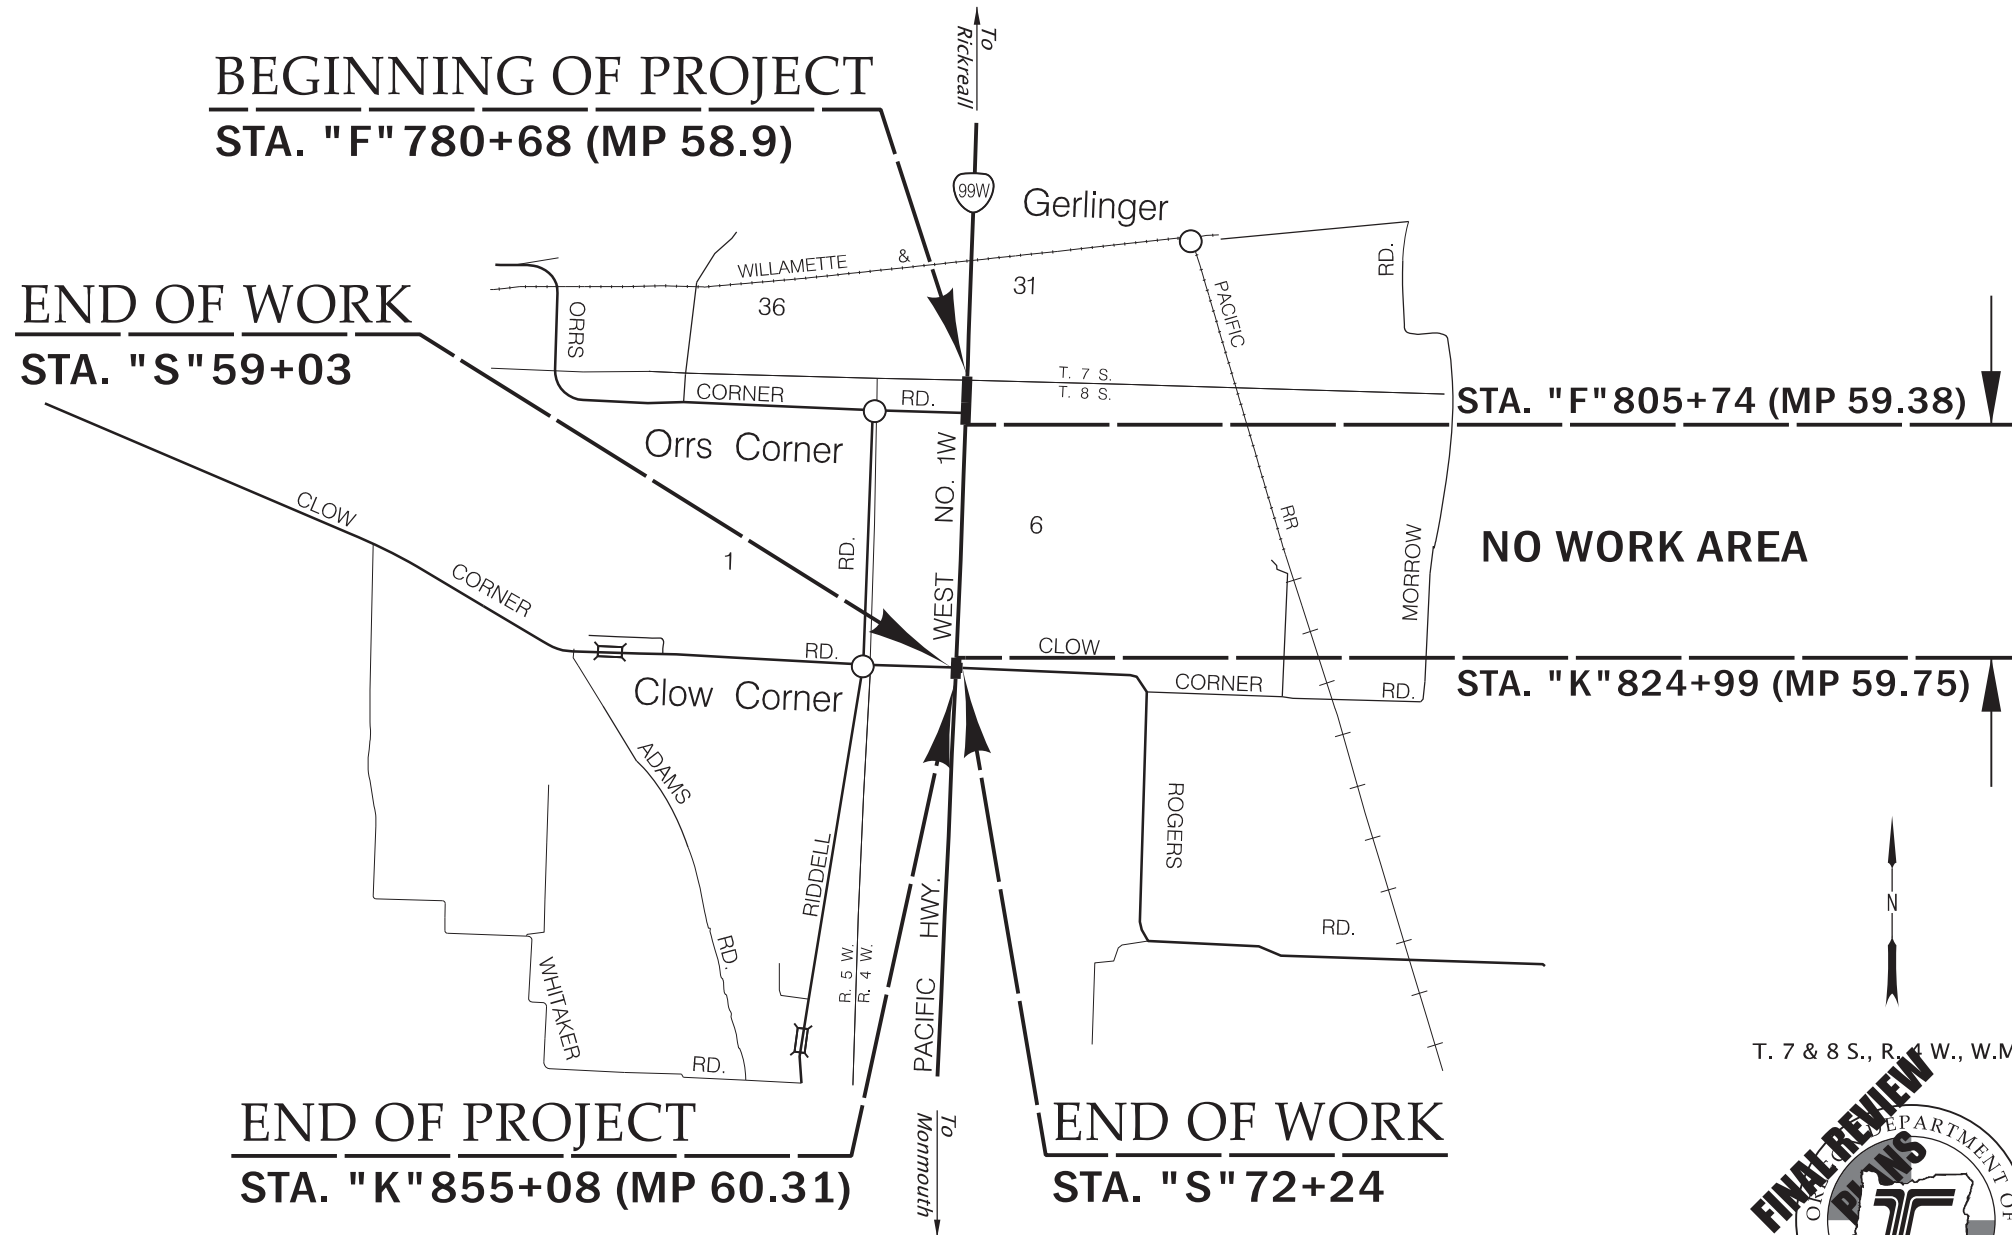 To
Rickreall
BEGINNING OF PROJECT
STA. "F" 780+68 (MP 58.9)
99W
Gerlinger
WILLAMETTE &
PACIFIC
RR
36
31
END OF WORK
STA. "S" 59+03
ORRS
CORNER
RD.
RD.
T. 7 S.
T. 8 S.
STA. "F" 805+74 (MP 59.38)
Orrs Corner
WEST NO. 1W
CLOW
CORNER
RD.
1
6
RD.
MORROW
NO WORK AREA
CLOW
CORNER
RD.
STA. "K" 824+99 (MP 59.75)
Clow Corner
ADAMS
RD.
RIDDELL
ROGERS
RD.
WHITAKER
RD.
R. 5 W.
R. 4 W.
PACIFIC HWY.
N
T. 7 & 8 S., R. 4 W., W.M
END OF PROJECT
STA. "K" 855+08 (MP 60.31)
To
Monmouth
END OF WORK
STA. "S" 72+24
FINAL REVIEW
PLANS
DEPARTMENT OF